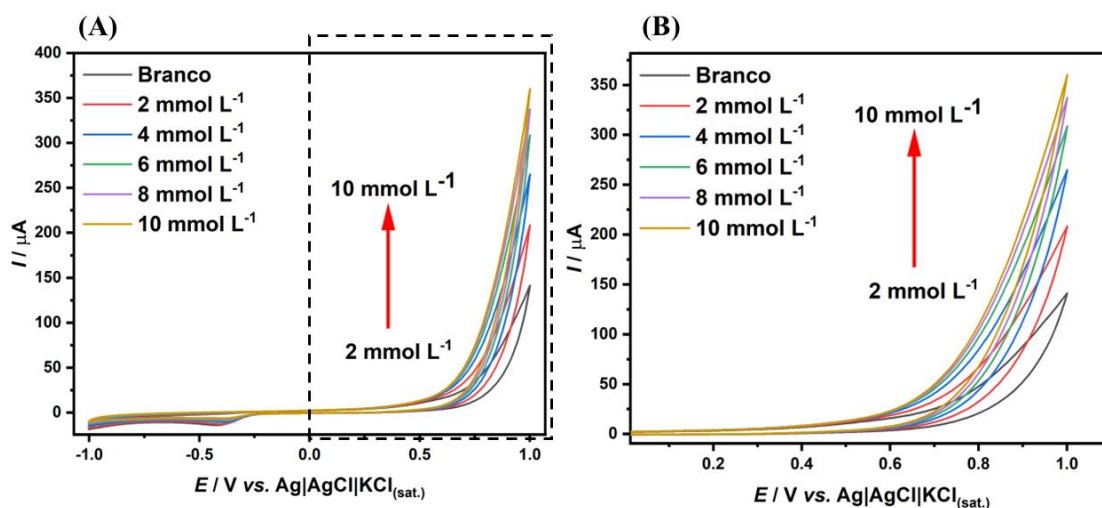 (A)
400
350
300
250
200
150
100
50
0
I / µA
Branco
2 mmol L⁻¹
4 mmol L⁻¹
6 mmol L⁻¹
8 mmol L⁻¹
10 mmol L⁻¹
10 mmol L⁻¹
2 mmol L⁻¹
-1.0 -0.5 0.0 0.5 1.0
E / V vs. Ag|AgCl|KCl(sat.)
(B)
350
300
250
200
150
100
50
0
I / µA
Branco
2 mmol L⁻¹
4 mmol L⁻¹
6 mmol L⁻¹
8 mmol L⁻¹
10 mmol L⁻¹
10 mmol L⁻¹
2 mmol L⁻¹
0.2 0.4 0.6 0.8 1.0
E / V vs. Ag|AgCl|KCl(sat.)